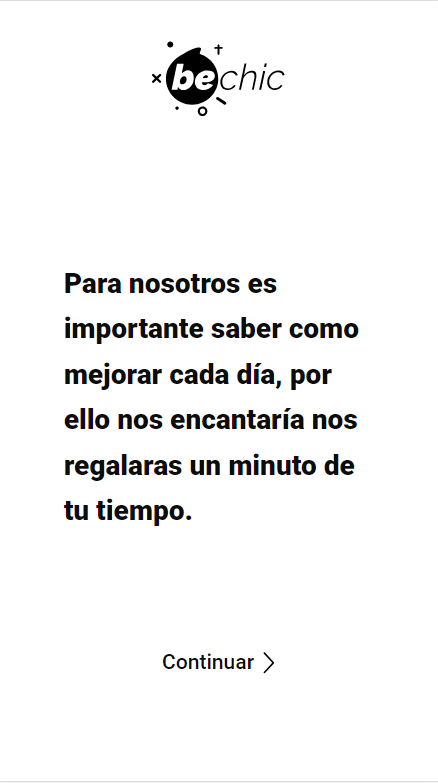 bechic
Para nosotros es
importante saber como
mejorar cada día, por
ello nos encantaría nos
regalaras un minuto de
tu tiempo.
Continuar